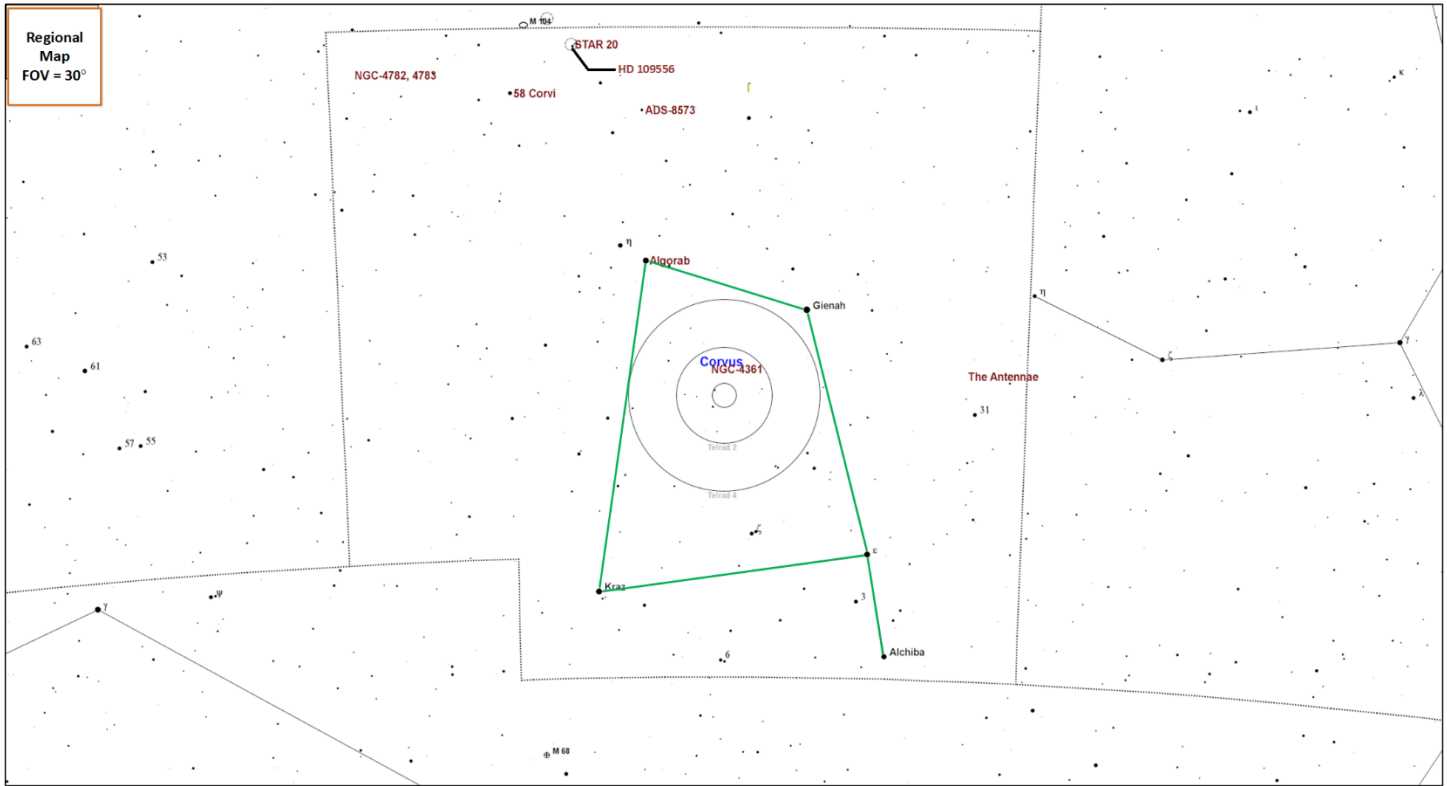 Regional
Map
FOV = 30°
M 104
STAR 20
HD 109556
NGC-4782, 4783
58 Corvi
ADS-8573
Γ
κ
ι
η
53
Algorab
Gienah
η
63
61
ζ
γ
Corvus
NGC-4361
The Antennae
λ
31
57
55
Telrad 2
Telrad 4
ζ
ε
Kraz
3
ψ
γ
6
Alchiba
M 68